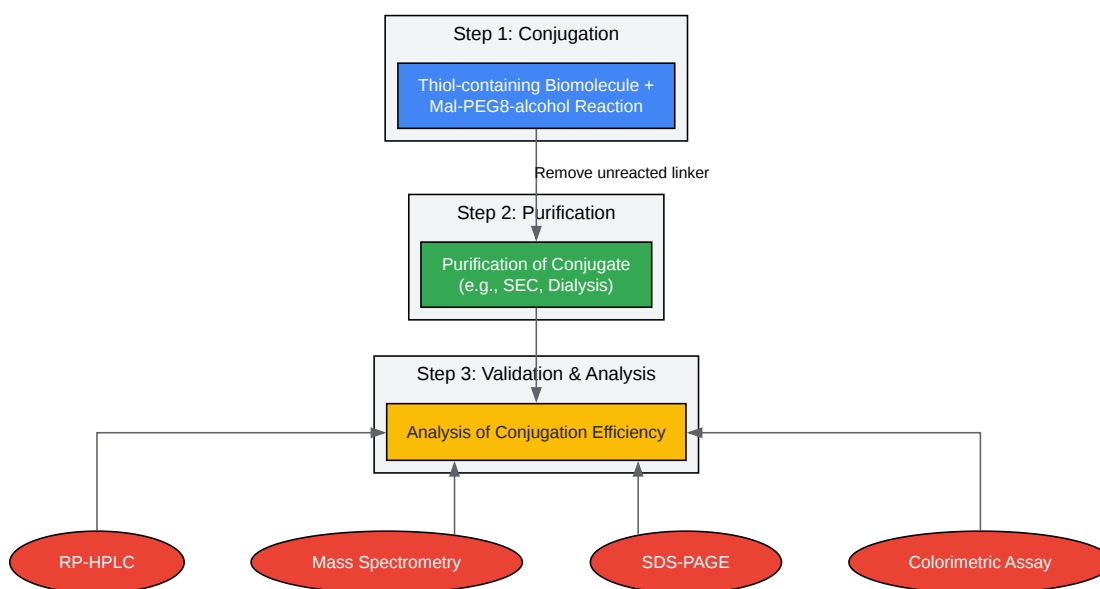 Step 1: Conjugation
Thiol-containing Biomolecule +
Mal-PEG8-alcohol Reaction
Remove unreacted linker
Step 2: Purification
Purification of Conjugate
(e.g., SEC, Dialysis)
Step 3: Validation & Analysis
Analysis of Conjugation Efficiency
RP-HPLC
Mass Spectrometry
SDS-PAGE
Colorimetric Assay